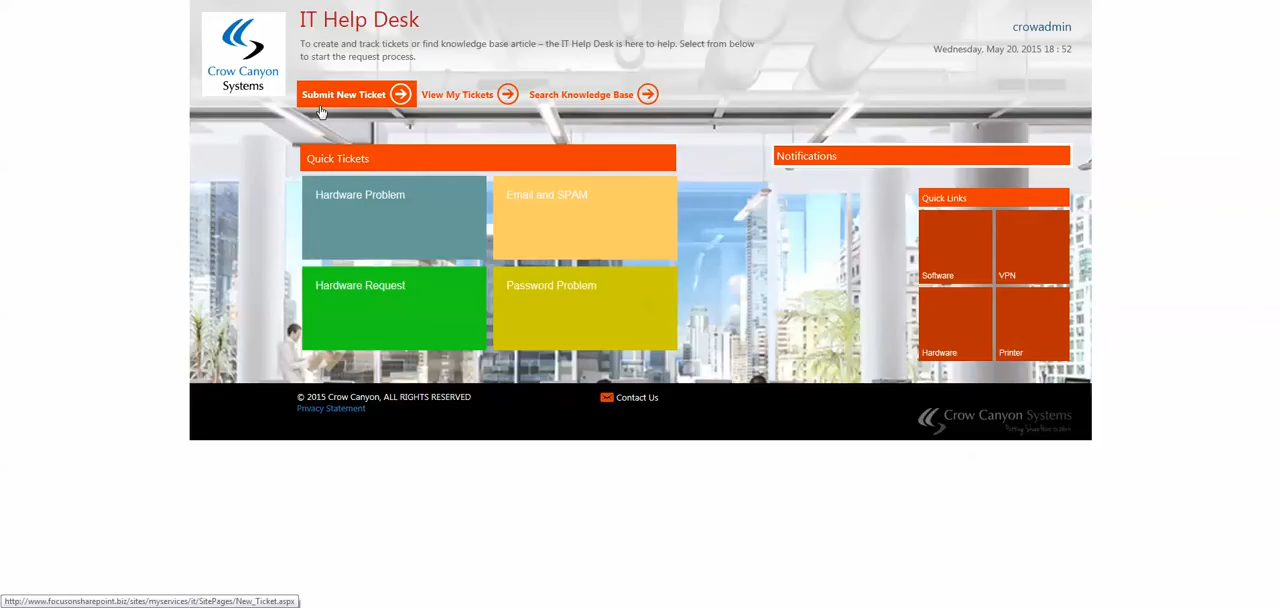 IT Help Desk
crowadmin
To create and track tickets or find knowledge base article – the IT Help Desk is here to help. Select from below
to start the request process.
Wednesday, May 20, 2015 18 : 52
Crow Canyon
Systems
Submit New Ticket
View My Tickets
Search Knowledge Base
Quick Tickets
Notifications
Hardware Problem
Email and SPAM
Quick Links
Software
VPN
Hardware Request
Password Problem
Hardware
Printer
© 2015 Crow Canyon, ALL RIGHTS RESERVED
Privacy Statement
Contact Us
Crow Canyon Systems
http://www.focusonsharepoint.biz/sites/myservices/it/SitePages/New_Ticket.aspx